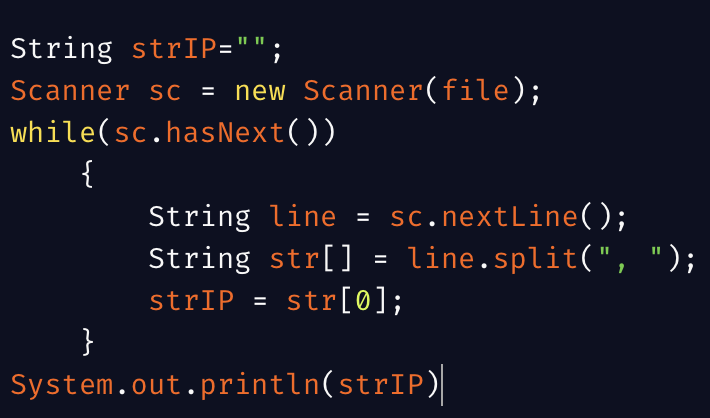 String strIP="";
Scanner sc = new Scanner(file);
while(sc.hasNext())
{
String line = sc.nextLine();
String str[] = line.split(", ");
strIP = str[0];
}
System.out.println(strIP)